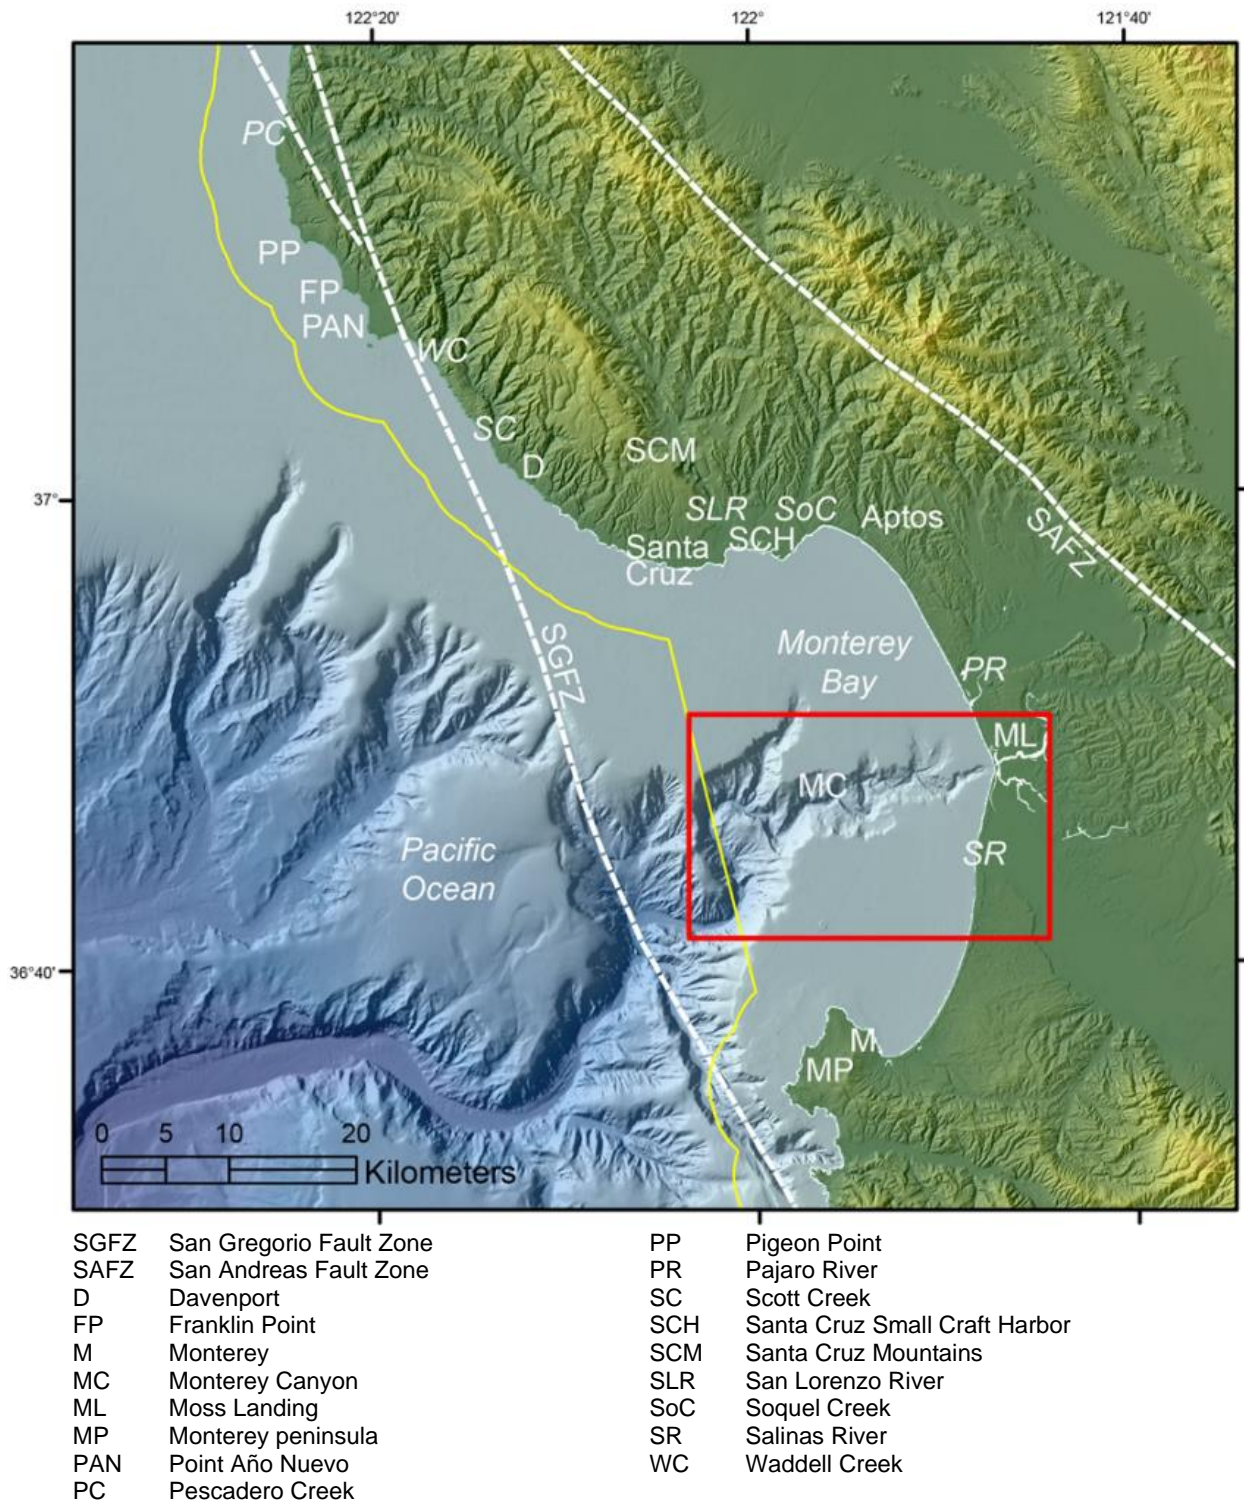 122°20'
122°
121°40'
PC
PP
FP
PAN
WC
SC
D
SCM
SLR
SoC
Aptos
SCH
Santa
Cruz
SAFZ
37°
SGFZ
Monterey
Bay
PR
ML
MC
Pacific
Ocean
SR
36°40'
M
MP
0 5 10 20
Kilometers
SGFZ San Gregorio Fault Zone
SAFZ San Andreas Fault Zone
D Davenport
FP Franklin Point
M Monterey
MC Monterey Canyon
ML Moss Landing
MP Monterey peninsula
PAN Point Año Nuevo
PC Pescadero Creek
PP Pigeon Point
PR Pajaro River
SC Scott Creek
SCH Santa Cruz Small Craft Harbor
SCM Santa Cruz Mountains
SLR San Lorenzo River
SoC Soquel Creek
SR Salinas River
WC Waddell Creek